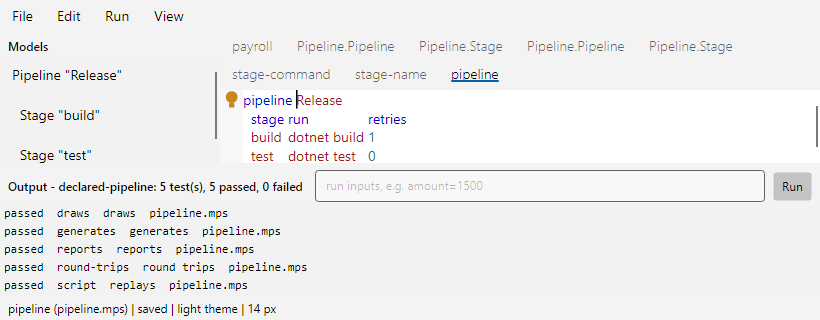 File Edit Run View
Models
payroll Pipeline.Pipeline Pipeline.Stage Pipeline.Pipeline Pipeline.Stage
Pipeline "Release"
stage-command stage-name pipeline
pipeline Release
Stage "build"
stage run retries
build dotnet build 1
Stage "test"
test dotnet test 0
Output - declared-pipeline: 5 test(s), 5 passed, 0 failed
run inputs, e.g. amount=1500
Run
passed draws draws pipeline.mps
passed generates generates pipeline.mps
passed reports reports pipeline.mps
passed round-trips round trips pipeline.mps
passed script replays pipeline.mps
pipeline (pipeline.mps) | saved | light theme | 14 px